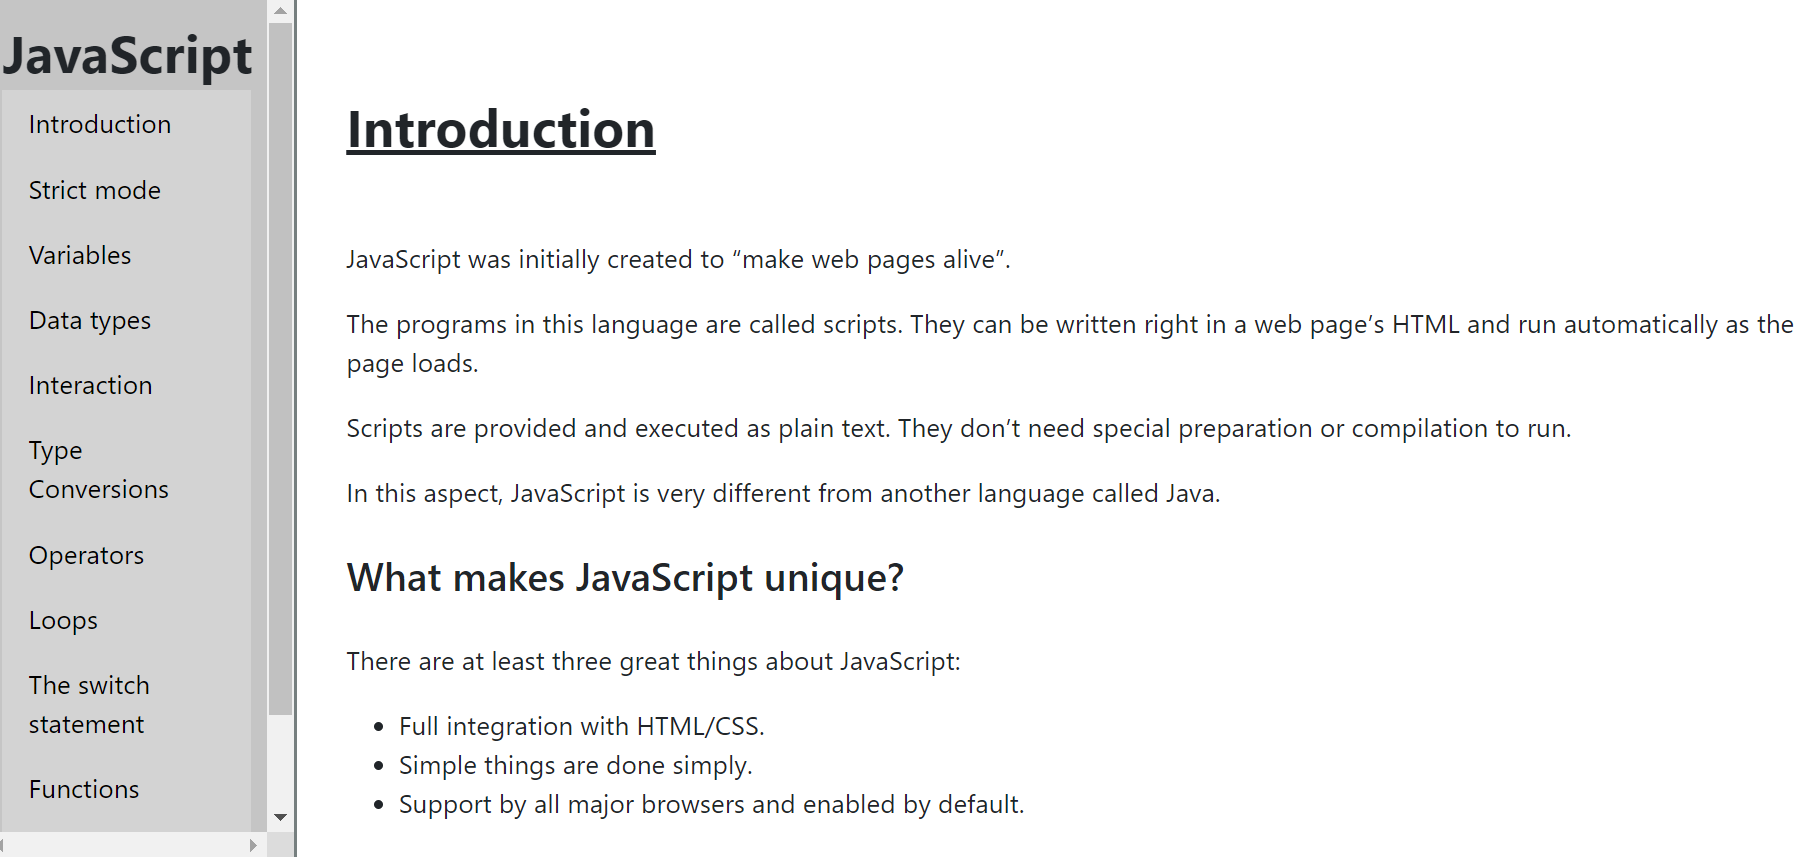 JavaScript
Introduction
Strict mode
Variables
Data types
Interaction
Type
Conversions
Operators
Loops
The switch
statement
Functions
Introduction
JavaScript was initially created to “make web pages alive”.
The programs in this language are called scripts. They can be written right in a web page’s HTML and run automatically as the
page loads.
Scripts are provided and executed as plain text. They don’t need special preparation or compilation to run.
In this aspect, JavaScript is very different from another language called Java.
What makes JavaScript unique?
There are at least three great things about JavaScript:
• Full integration with HTML/CSS.
• Simple things are done simply.
• Support by all major browsers and enabled by default.